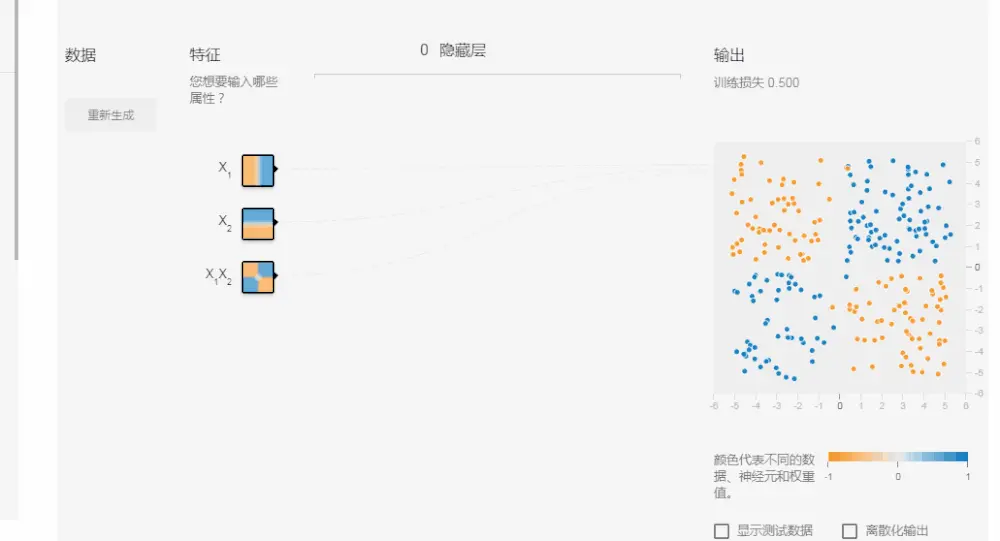 数据
重新生成
特征
您想要输入哪些
属性？
X1
X2
X1X2
0 隐藏层
输出
训练损失 0.500
6
5
4
3
2
1
0
-1
-2
-3
-4
-5
-6
-6 -5 -4 -3 -2 -1 0 1 2 3 4 5 6
颜色代表不同的数
据、神经元和权重
值。
-1 0 1
显示测试数据 离散化输出